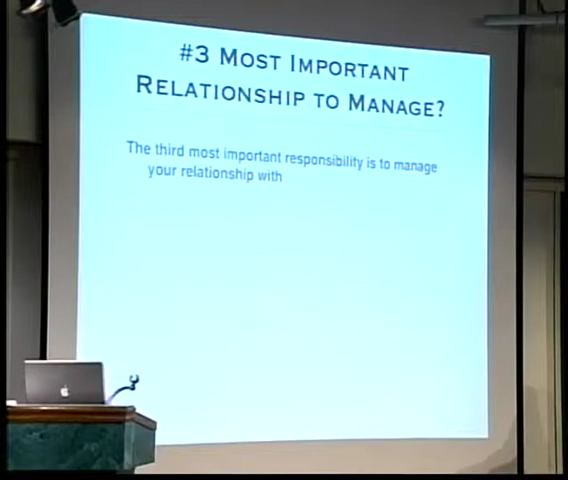 #3 Most Important
Relationship to Manage?
The third most important responsibility is to manage
your relationship with